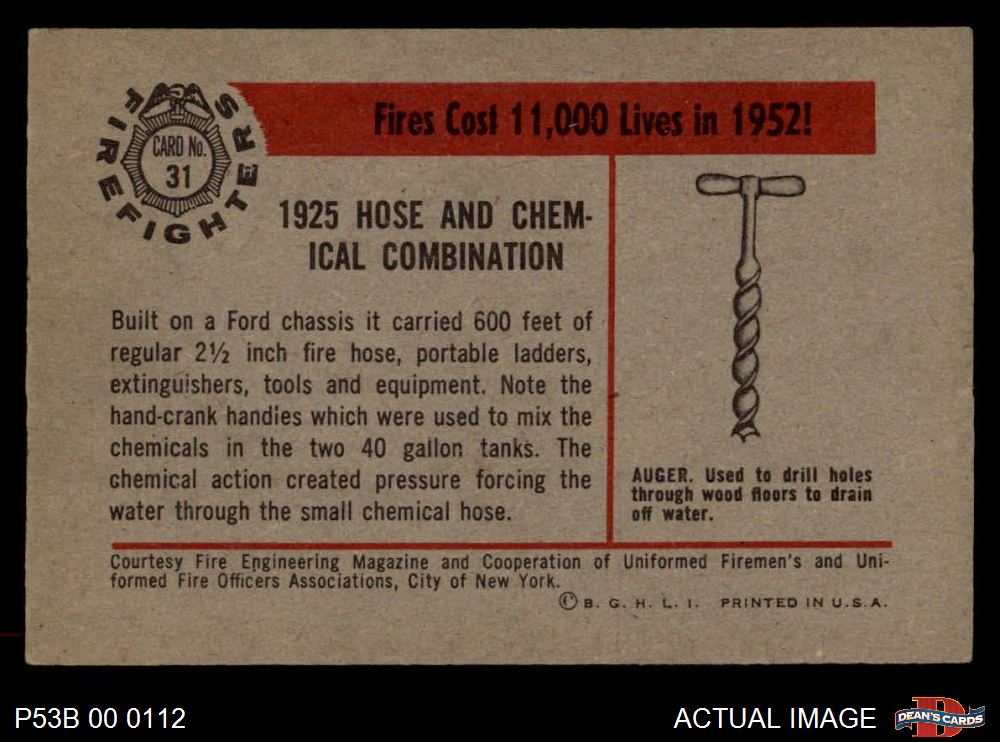 FIREFIGHTERS
CARD No.
31
Fires Cost 11,000 Lives in 1952!
1925 HOSE AND CHEM-
ICAL COMBINATION
Built on a Ford chassis it carried 600 feet of
regular 2½ inch fire hose, portable ladders,
extinguishers, tools and equipment. Note the
hand-crank handles which were used to mix the
chemicals in the two 40 gallon tanks. The
chemical action created pressure forcing the
water through the small chemical hose.
AUGER. Used to drill holes
through wood floors to drain
off water.
Courtesy Fire Engineering Magazine and Cooperation of Uniformed Firemen's and Uni-
formed Fire Officers Associations, City of New York.
© B. G. H. L. I. PRINTED IN U.S.A.
P53B 00 0112
ACTUAL IMAGE
D
DEAN'S CARDS